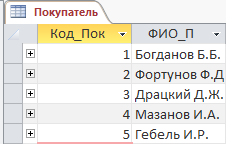 Покупатель
Код_Пок ФИО_П
1 Богданов Б.Б.
2 Фортунов Ф.Д
3 Драцкий Д.Ж.
4 Мазанов И.А.
5 Гебель И.Р.